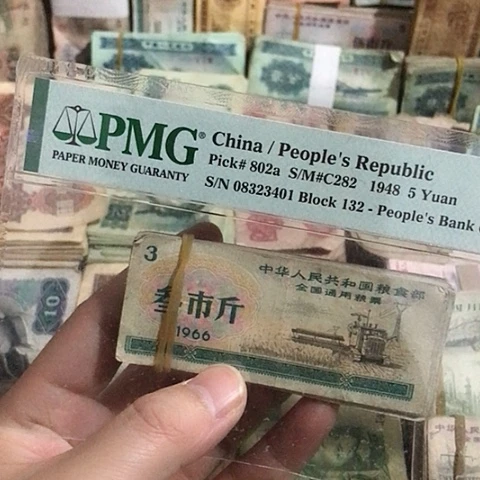 PMG®
PAPER MONEY GUARANTY
China / People's Republic
Pick# 802a S/M#C282 1948 5 Yuan
S/N 08323401 Block 132 - People's Bank
3
中华人民共和国粮食部
全国通用粮票
叁市斤
1966
10